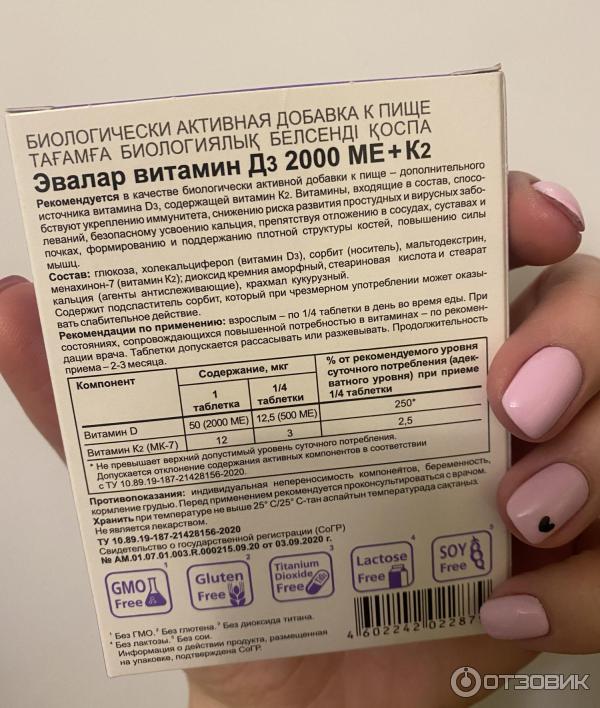 БИОЛОГИЧЕСКИ АКТИВНАЯ ДОБАВКА К ПИЩЕ
ТАҒАМҒА БИОЛОГИЯЛЫҚ БЕЛСЕНДІ ҚОСПА
Эвалар витамин Д3 2000 МЕ+К2
Рекомендуется в качестве биологически активной добавки к пище – дополнительного
источника витамина D3, содержащей витамин К2. Витамины, входящие в состав, спосо-
бствуют укреплению иммунитета, снижению риска развития простудных и вирусных забо-
леваний, безопасному усвоению кальция, препятствуя отложению в сосудах, суставах и
почках, формированию и поддержанию плотной структуры костей, повышению силы
мышц.
Состав: глюкоза, холекальциферол (витамин D3), сорбит (носитель), мальтодекстрин,
менахинон-7 (витамин К2); диоксид кремния аморфный, стеариновая кислота и стеарат
кальция (агенты антислеживающие), крахмал кукурузный.
Содержит подсластитель сорбит, который при чрезмерном употреблении может оказы-
вать слабительное действие.
Рекомендации по применению: взрослым – по 1/4 таблетки в день во время еды. При
состояниях, сопровождающихся повышенной потребностью в витаминах – по рекомен-
дации врача. Таблетки допускается рассасывать или разжевывать. Продолжительность
приема – 2-3 месяца.
Компонент
Содержание, мкг
% от рекомендуемого уровня суточного потребления (адек-ватного уровня) при приеме 1/4 таблетки
1 таблетка
1/4 таблетки
Витамин D 50 (2000 МЕ) 12,5 (500 МЕ) 250*
Витамин К2 (МК-7) 12 3 2,5
* Не превышает верхний допустимый уровень суточного потребления.
Допускается отклонение содержания активных компонентов в соответствии
с ТУ 10.89.19-187-21428156-2020.
Противопоказания: индивидуальная непереносимость компонентов, беременность,
кормление грудью. Перед применением рекомендуется проконсультироваться с врачом.
Хранить при температуре не выше 25° С/25° С-тан аспайтын температурада сақтаңыз.
Не является лекарством.
ТУ 10.89.19-187-21428156-2020
Свидетельство о государственной регистрации (СоГР)
№ AM.01.07.01.003.R.000215.09.20 от 03.09.2020 г.
GMO Free 1
Gluten Free 2
Titanium Dioxide Free 3
Lactose Free 4
SOY Free 5
1 Без ГМО. 2 Без глютена. 3 Без диоксида титана.
4 Без лактозы. 5 Без сои.
Информация о действии продукта, размещенная
на упаковке, подтверждена СоГР.
4 602242 02287
ОТЗОВИК